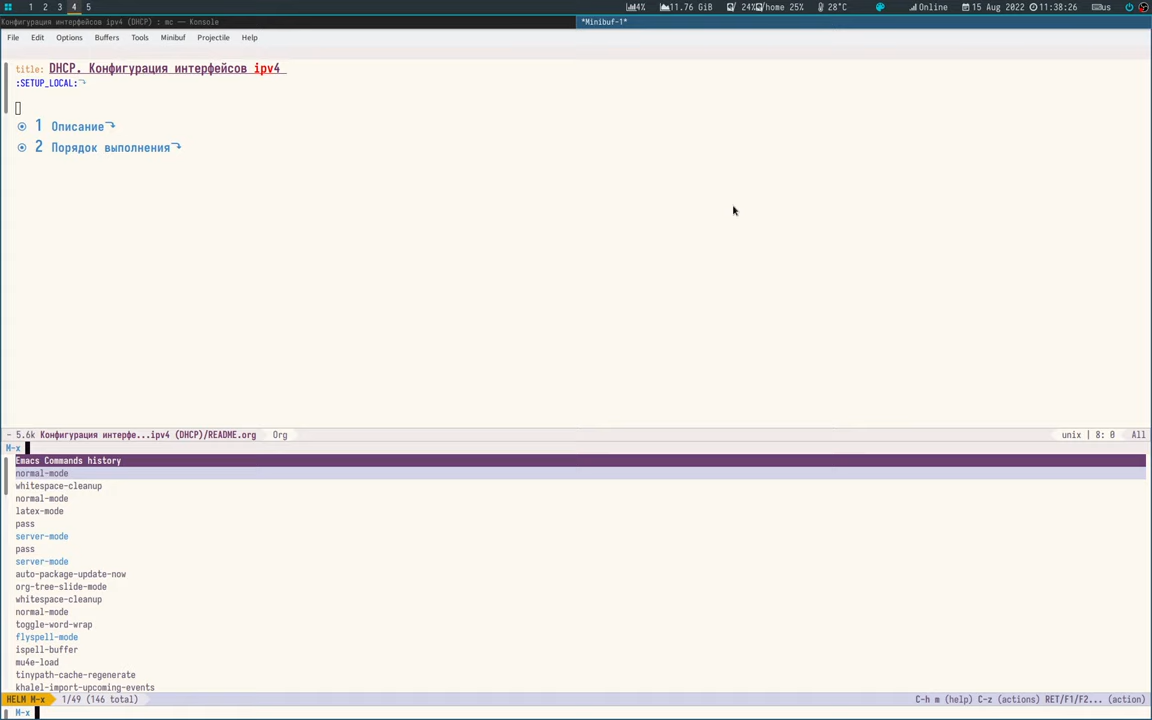 1 2 3 4 5 4% 11.76 GiB / 24% /home 25% 28°C Online 15 Aug 2022 11:38:26 us
Конфигурация интерфейсов ipv4 (DHCP) : mc — Konsole *Minibuf-1*
File Edit Options Buffers Tools Minibuf Projectile Help
title: DHCP. Конфигурация интерфейсов ipv4
:SETUP_LOCAL:
1 Описание
2 Порядок выполнения
- 5.6k Конфигурация интерфе...ipv4 (DHCP)/README.org Org unix | 8: 0 All
M-x
Emacs Commands history
normal-mode
whitespace-cleanup
normal-mode
latex-mode
pass
server-mode
pass
server-mode
auto-package-update-now
org-tree-slide-mode
whitespace-cleanup
normal-mode
toggle-word-wrap
flyspell-mode
ispell-buffer
mu4e-load
tinypath-cache-regenerate
khalel-import-upcoming-events
HELM M-x 1/49 (146 total) C-h m (help) C-z (actions) RET/F1/F2... (action)
M-x